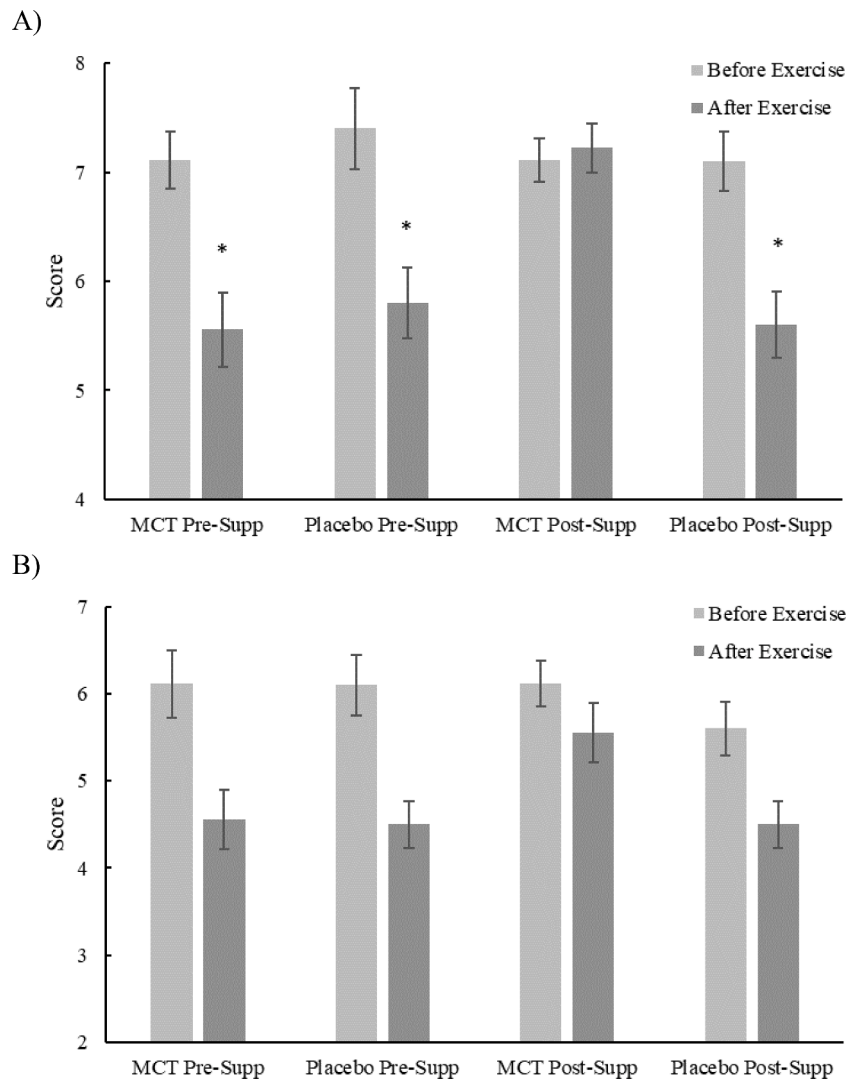 A)
8
7
6
5
4
Score
Before Exercise
After Exercise
*
*
*
MCT Pre-Supp
Placebo Pre-Supp
MCT Post-Supp
Placebo Post-Supp
B)
7
6
5
4
3
2
Score
Before Exercise
After Exercise
MCT Pre-Supp
Placebo Pre-Supp
MCT Post-Supp
Placebo Post-Supp